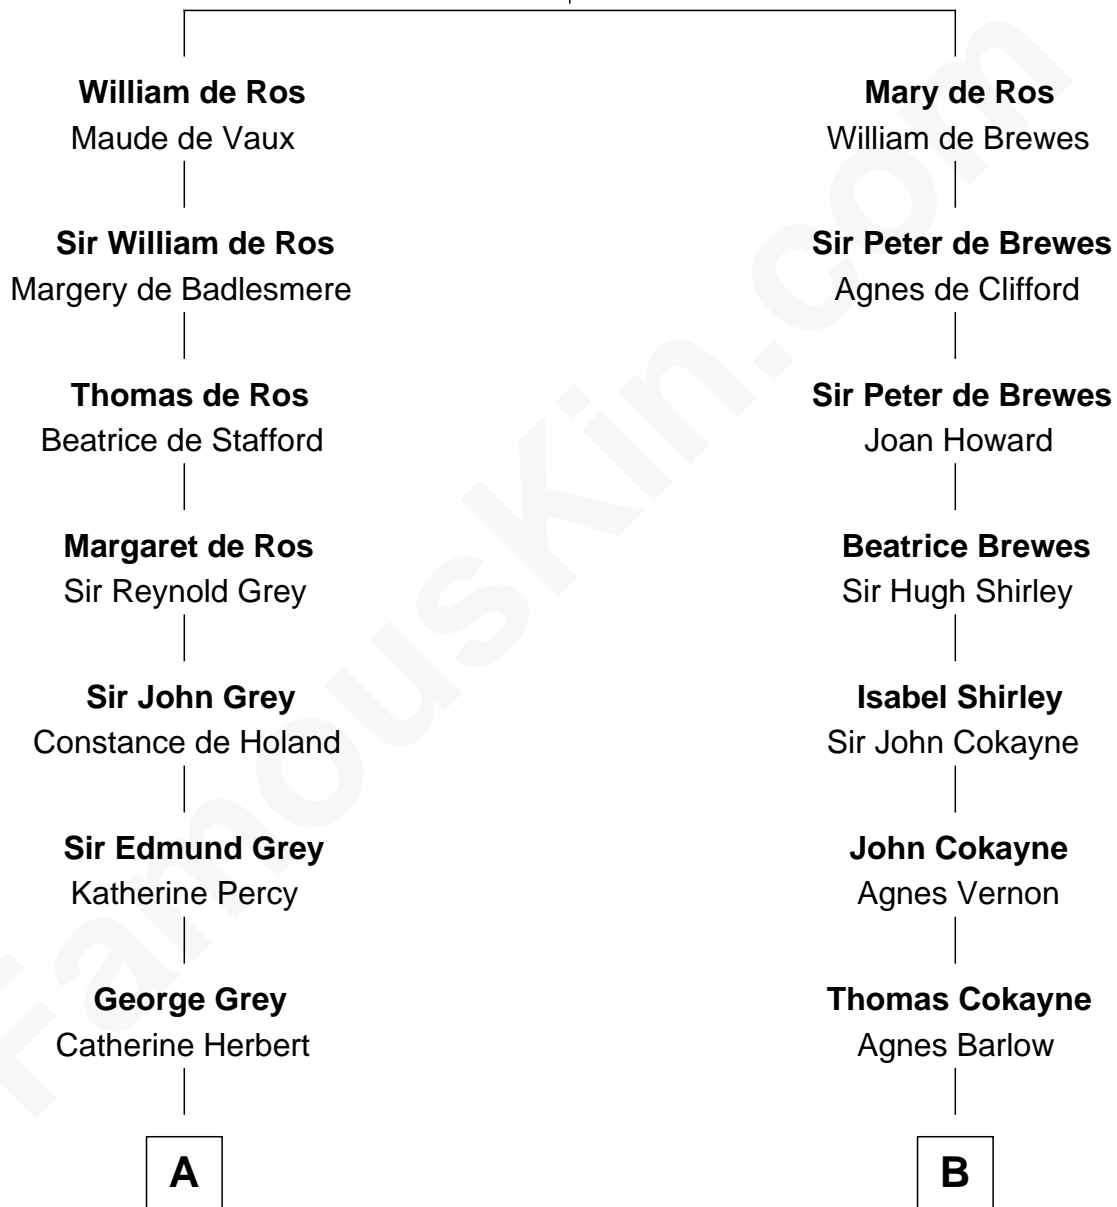 William de Ros
Maude de Vaux
Sir William de Ros
Margery de Badlesmere
Thomas de Ros
Beatrice de Stafford
Margaret de Ros
Sir Reynold Grey
Sir John Grey
Constance de Holand
Sir Edmund Grey
Katherine Percy
George Grey
Catherine Herbert
A
Mary de Ros
William de Brewes
Sir Peter de Brewes
Agnes de Clifford
Sir Peter de Brewes
Joan Howard
Beatrice Brewes
Sir Hugh Shirley
Isabel Shirley
Sir John Cokayne
John Cokayne
Agnes Vernon
Thomas Cokayne
Agnes Barlow
B
FamousKin.com